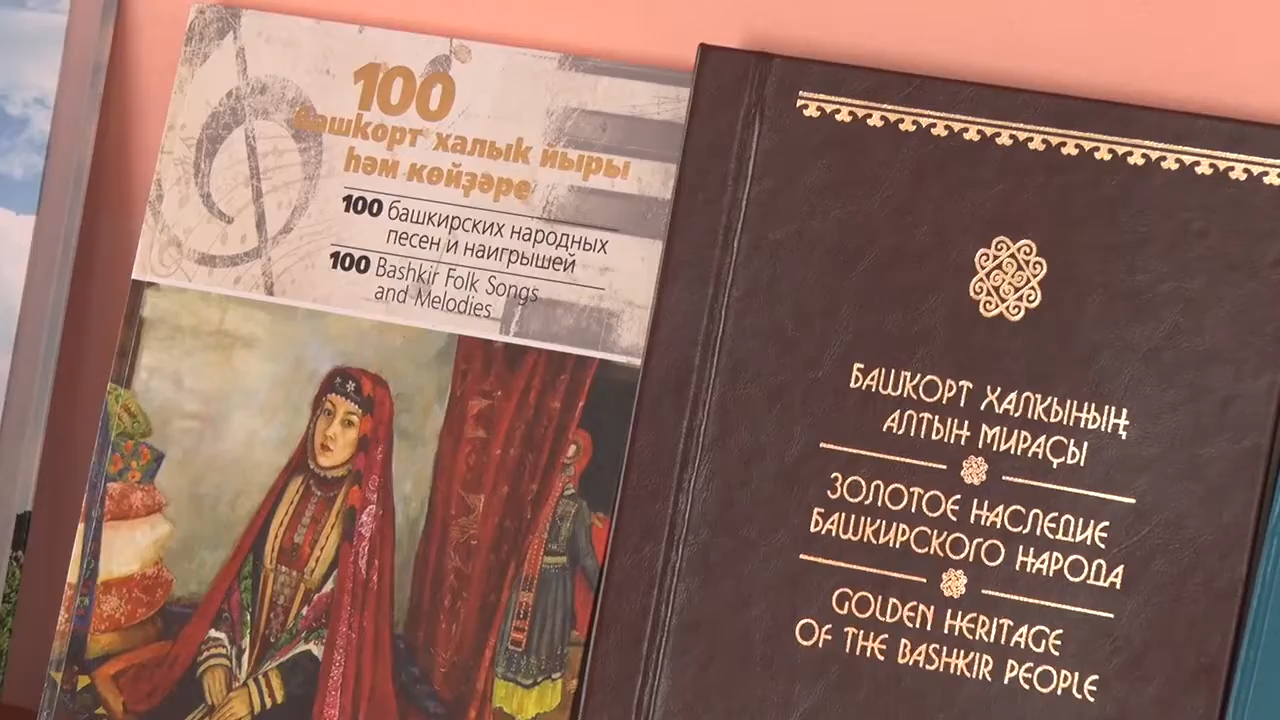 100
башҡорт халыҡ йыры
һәм көйҙәре
100 башкирских народных
песен и наигрышей
100 Bashkir Folk Songs
and Melodies
БАШҠОРТ ХАЛҠЫНЫҢ
АЛТЫН МИРАҪЫ
ЗОЛОТОЕ НАСЛЕДИЕ
БАШКИРСКОГО НАРОДА
GOLDEN HERITAGE
OF THE BASHKIR PEOPLE